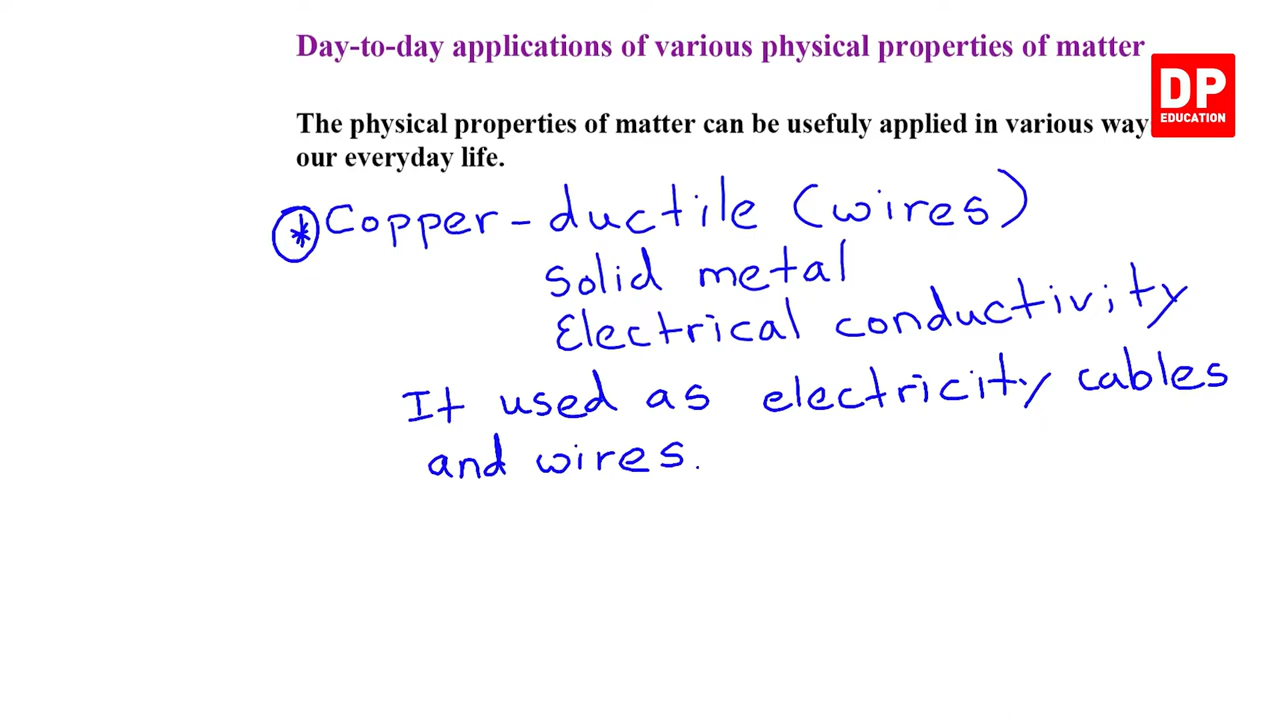 Day-to-day applications of various physical properties of matter
DP
EDUCATION
The physical properties of matter can be usefuly applied in various way
our everyday life.
* Copper - ductile (wires)
Solid metal
Electrical conductivity
It used as electricity cables
and wires.